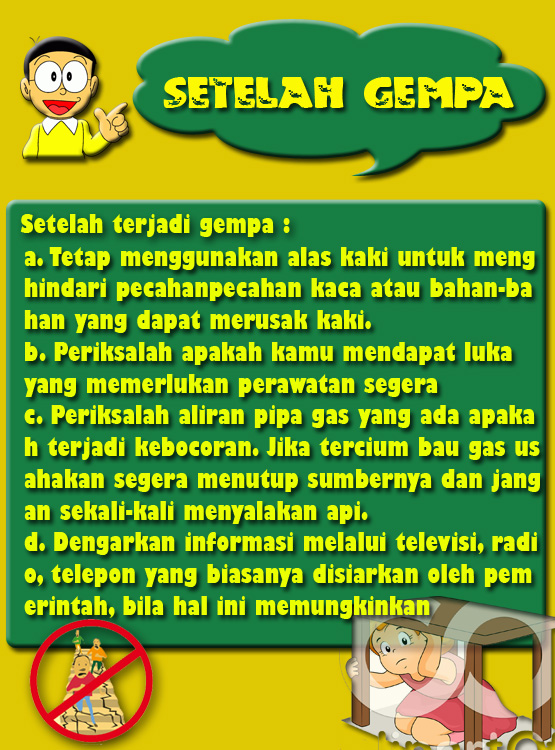 SETELAH GEMPA
Setelah terjadi gempa :
a. Tetap menggunakan alas kaki untuk meng
hindari pecahanpecahan kaca atau bahan-ba
han yang dapat merusak kaki.
b. Periksalah apakah kamu mendapat luka
yang memerlukan perawatan segera
c. Periksalah aliran pipa gas yang ada apaka
h terjadi kebocoran. Jika tercium bau gas us
ahakan segera menutup sumbernya dan jang
an sekali-kali menyalakan api.
d. Dengarkan informasi melalui televisi, radi
o, telepon yang biasanya disiarkan oleh pem
erintah, bila hal ini memungkinkan